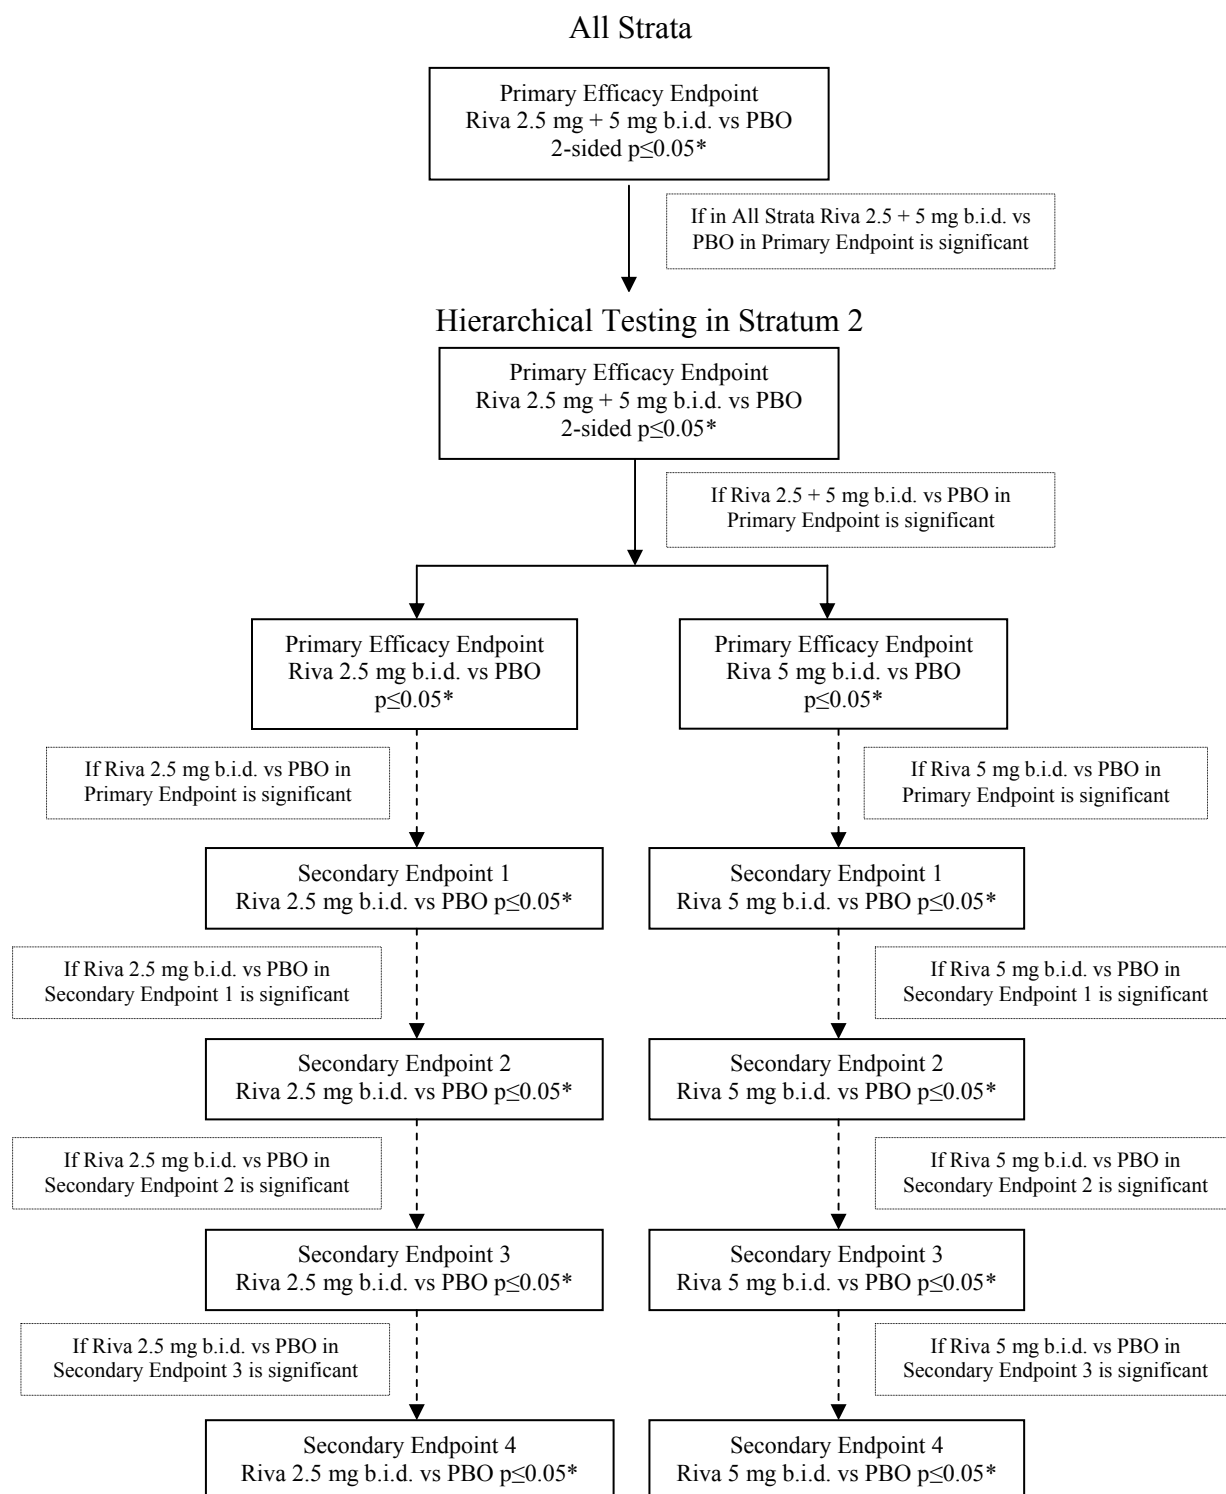 All Strata
Primary Efficacy Endpoint
Riva 2.5 mg + 5 mg b.i.d. vs PBO
2-sided p≤0.05*
If in All Strata Riva 2.5 + 5 mg b.i.d. vs
PBO in Primary Endpoint is significant
Hierarchical Testing in Stratum 2
Primary Efficacy Endpoint
Riva 2.5 mg + 5 mg b.i.d. vs PBO
2-sided p≤0.05*
If Riva 2.5 + 5 mg b.i.d. vs PBO in
Primary Endpoint is significant
Primary Efficacy Endpoint
Riva 2.5 mg b.i.d. vs PBO
p≤0.05*
Primary Efficacy Endpoint
Riva 5 mg b.i.d. vs PBO
p≤0.05*
If Riva 2.5 mg b.i.d. vs PBO in
Primary Endpoint is significant
If Riva 5 mg b.i.d. vs PBO in
Primary Endpoint is significant
Secondary Endpoint 1
Riva 2.5 mg b.i.d. vs PBO p≤0.05*
Secondary Endpoint 1
Riva 5 mg b.i.d. vs PBO p≤0.05*
If Riva 2.5 mg b.i.d. vs PBO in
Secondary Endpoint 1 is significant
If Riva 5 mg b.i.d. vs PBO in
Secondary Endpoint 1 is significant
Secondary Endpoint 2
Riva 2.5 mg b.i.d. vs PBO p≤0.05*
Secondary Endpoint 2
Riva 5 mg b.i.d. vs PBO p≤0.05*
If Riva 2.5 mg b.i.d. vs PBO in
Secondary Endpoint 2 is significant
If Riva 5 mg b.i.d. vs PBO in
Secondary Endpoint 2 is significant
Secondary Endpoint 3
Riva 2.5 mg b.i.d. vs PBO p≤0.05*
Secondary Endpoint 3
Riva 5 mg b.i.d. vs PBO p≤0.05*
If Riva 2.5 mg b.i.d. vs PBO in
Secondary Endpoint 3 is significant
If Riva 5 mg b.i.d. vs PBO in
Secondary Endpoint 3 is significant
Secondary Endpoint 4
Riva 2.5 mg b.i.d. vs PBO p≤0.05*
Secondary Endpoint 4
Riva 5 mg b.i.d. vs PBO p≤0.05*